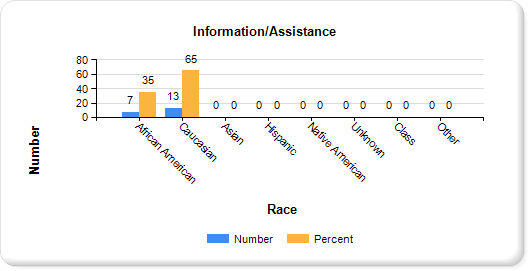 Information/Assistance
Number
80
60
40
20
0
7 35 13 65 0 0 0 0 0 0 0 0 0 0 0 0
African American
Caucasian
Asian
Hispanic
Native American
Unknown
Class
Other
Race
Number Percent